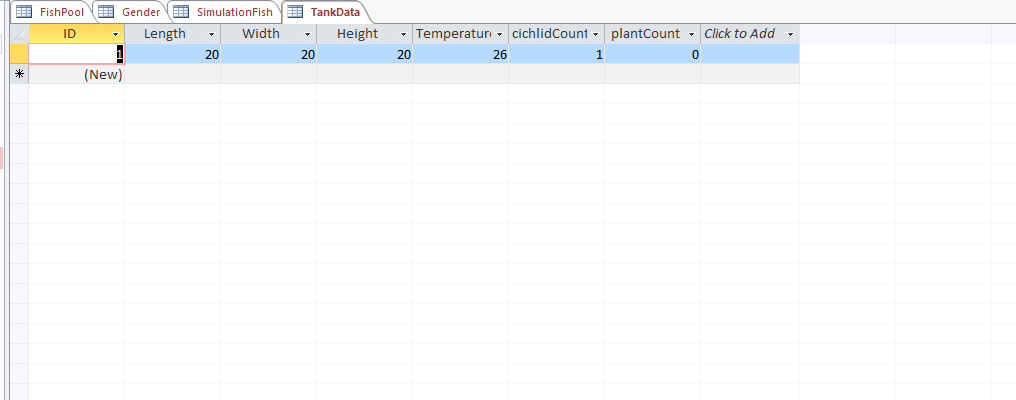 FishPool Gender SimulationFish TankData
ID Length Width Height Temperature cichlidCount plantCount Click to Add
1 20 20 20 26 1 0
(New)